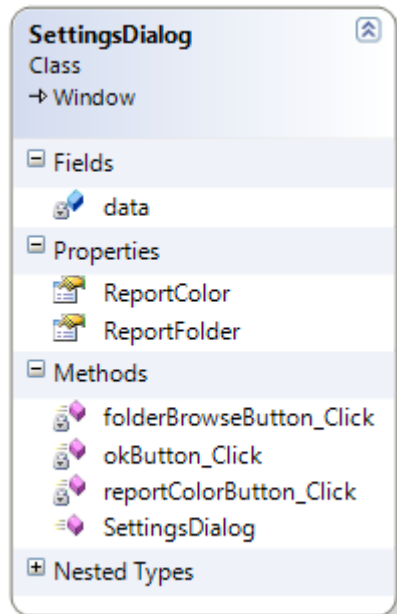 SettingsDialog
Class
Window
Fields
data
Properties
ReportColor
ReportFolder
Methods
folderBrowseButton_Click
okButton_Click
reportColorButton_Click
SettingsDialog
Nested Types